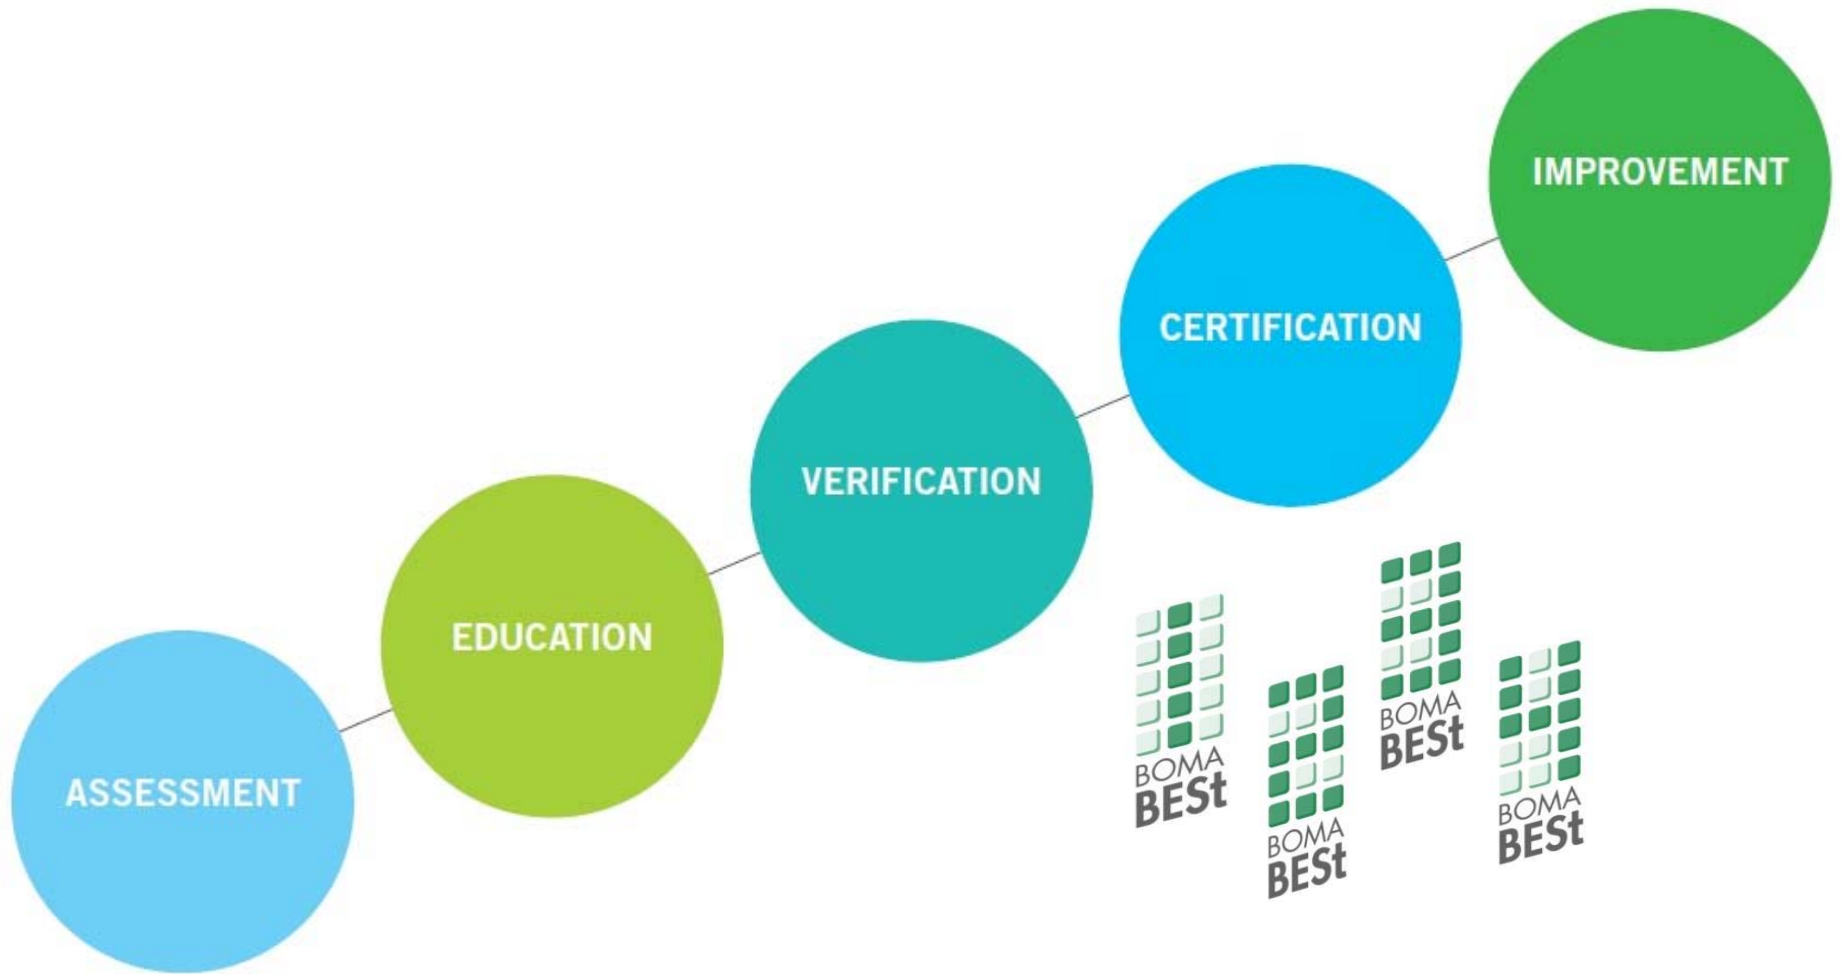 IMPROVEMENT
CERTIFICATION
VERIFICATION
EDUCATION
ASSESSMENT
BOMA
BESt
BOMA
BESt
BOMA
BESt
BOMA
BESt